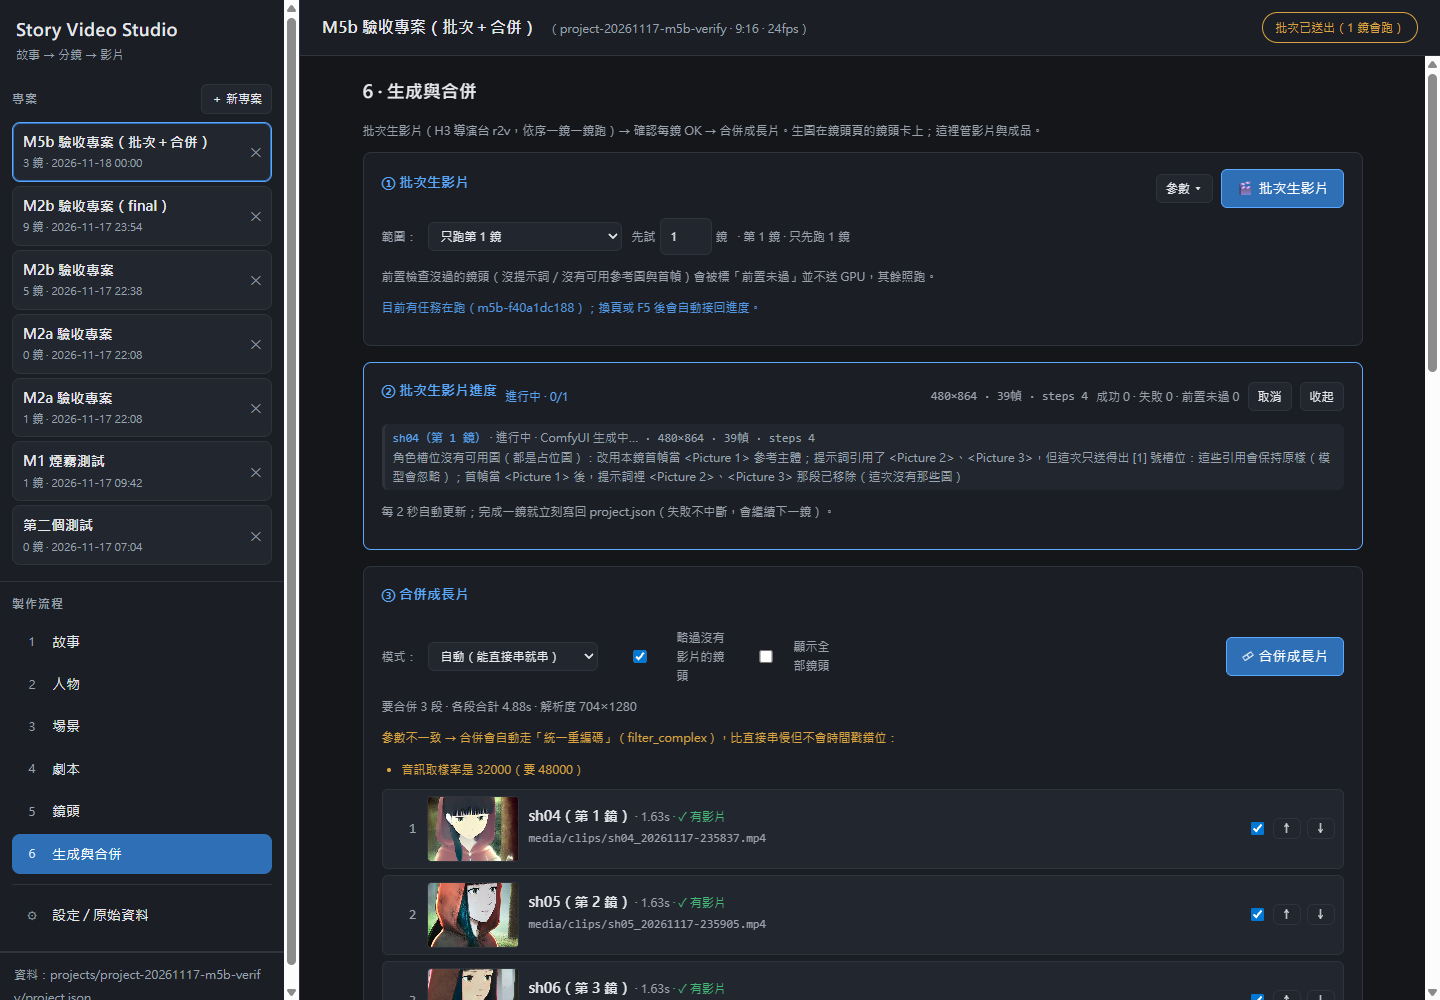 Story Video Studio
故事 → 分鏡 → 影片
專案
+ 新專案
M5b 驗收專案（批次＋合併）
3 鏡 · 2026-11-18 00:00
M2b 驗收專案（final）
9 鏡 · 2026-11-17 23:54
M2b 驗收專案
5 鏡 · 2026-11-17 22:38
M2a 驗收專案
0 鏡 · 2026-11-17 22:08
M2a 驗收專案
1 鏡 · 2026-11-17 22:08
M1 煙霧測試
1 鏡 · 2026-11-17 09:42
第二個測試
0 鏡 · 2026-11-17 07:04
製作流程
1 故事
2 人物
3 場景
4 劇本
5 鏡頭
6 生成與合併
設定 / 原始資料
資料：projects/project-20261117-m5b-verif
y/project.json
M5b 驗收專案（批次＋合併）（project-20261117-m5b-verify · 9:16 · 24fps）
批次已送出（1 鏡會跑）
6 · 生成與合併
批次生影片（H3 導演台 r2v，依序一鏡一鏡跑）→ 確認每鏡 OK → 合併成長片。生圖在鏡頭頁的鏡頭卡上；這裡管影片與成品。
① 批次生影片
參數 ▾
批次生影片
範圍： 只跑第 1 鏡 先試 1 鏡 · 第 1 鏡 · 只先跑 1 鏡
前置檢查沒過的鏡頭（沒提示詞 / 沒有可用參考圖與首幀）會被標「前置未過」並不送 GPU，其餘照跑。
目前有任務在跑（m5b-f40a1dc188）；換頁或 F5 後會自動接回進度。
② 批次生影片進度 進行中 · 0/1
480×864 · 39幀 · steps 4 成功 0 · 失敗 0 · 前置未過 0 取消 收起
sh04（第 1 鏡） · 進行中 · ComfyUI 生成中… · 480×864 · 39幀 · steps 4
角色槽位沒有可用圖（都是占位圖）：改用本鏡首幀當 <Picture 1> 參考主體；提示詞引用了 <Picture 2>、<Picture 3>，但這次只送得出 [1] 號槽位：這些引用會保持原樣（模
型會忽略）；首幀當 <Picture 1> 後，提示詞裡 <Picture 2>、<Picture 3> 那段已移除（這次沒有那些圖）
每 2 秒自動更新；完成一鏡就立刻寫回 project.json（失敗不中斷，會繼續下一鏡）。
③ 合併成長片
模式： 自動（能直接串就串）
略過沒有
影片的鏡
頭
顯示全
部鏡頭
合併成長片
要合併 3 段 · 各段合計 4.88s · 解析度 704×1280
參數不一致 → 合併會自動走「統一重編碼」（filter_complex），比直接串慢但不會時間戳錯位：
• 音訊取樣率是 32000（要 48000）
1 sh04（第 1 鏡） · 1.63s · ✓ 有影片
media/clips/sh04_20261117-235837.mp4
↑ ↓
2 sh05（第 2 鏡） · 1.63s · ✓ 有影片
media/clips/sh05_20261117-235905.mp4
↑ ↓
sh06（第 3 鏡） · 1.63s · ✓ 有影片